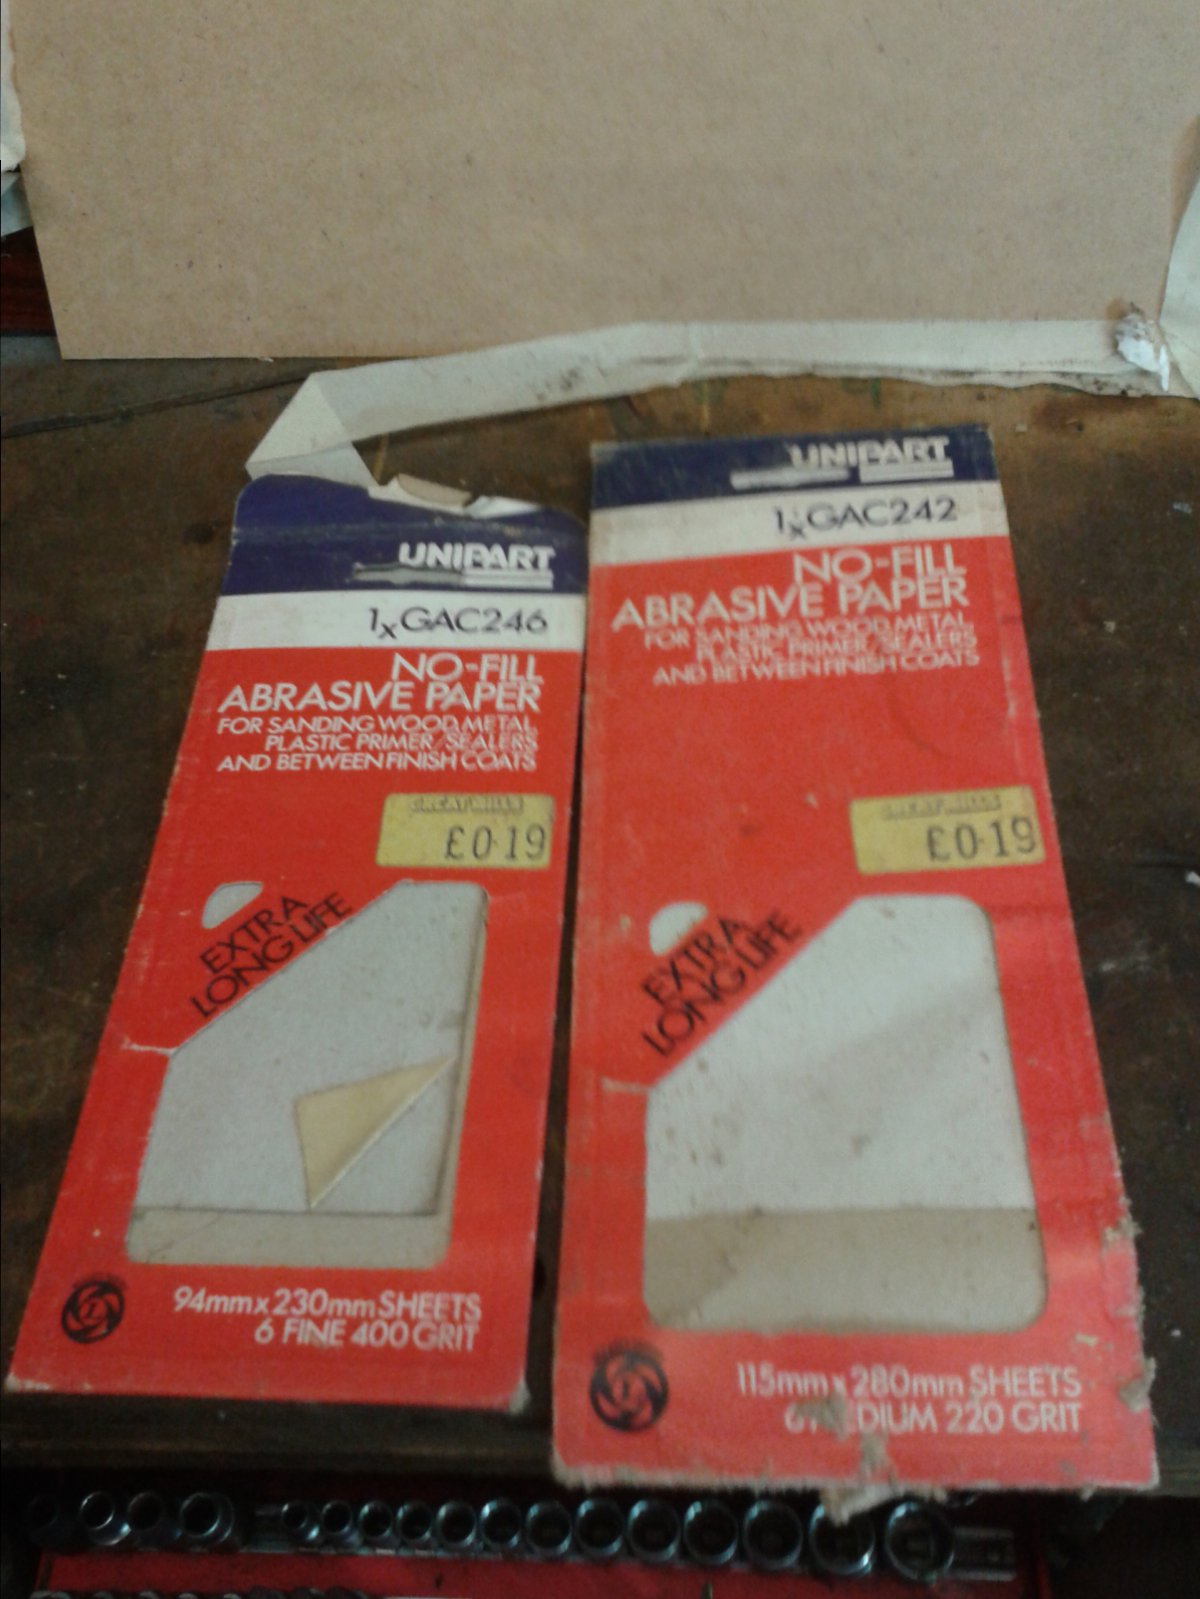 UNIPART
1xGAC246
NO-FILL
ABRASIVE PAPER
FOR SANDING WOOD, METAL,
PLASTIC PRIMER/SEALERS
AND BETWEEN FINISH COATS
£0·19
EXTRA
LONG LIFE
94mm x 230mm SHEETS
6 FINE 400 GRIT
UNIPART
1xGAC242
NO-FILL
ABRASIVE PAPER
FOR SANDING WOOD, METAL,
PLASTIC PRIMER/SEALERS
AND BETWEEN FINISH COATS
£0·19
EXTRA
LONG LIFE
115mm x 280mm SHEETS
6 MEDIUM 220 GRIT